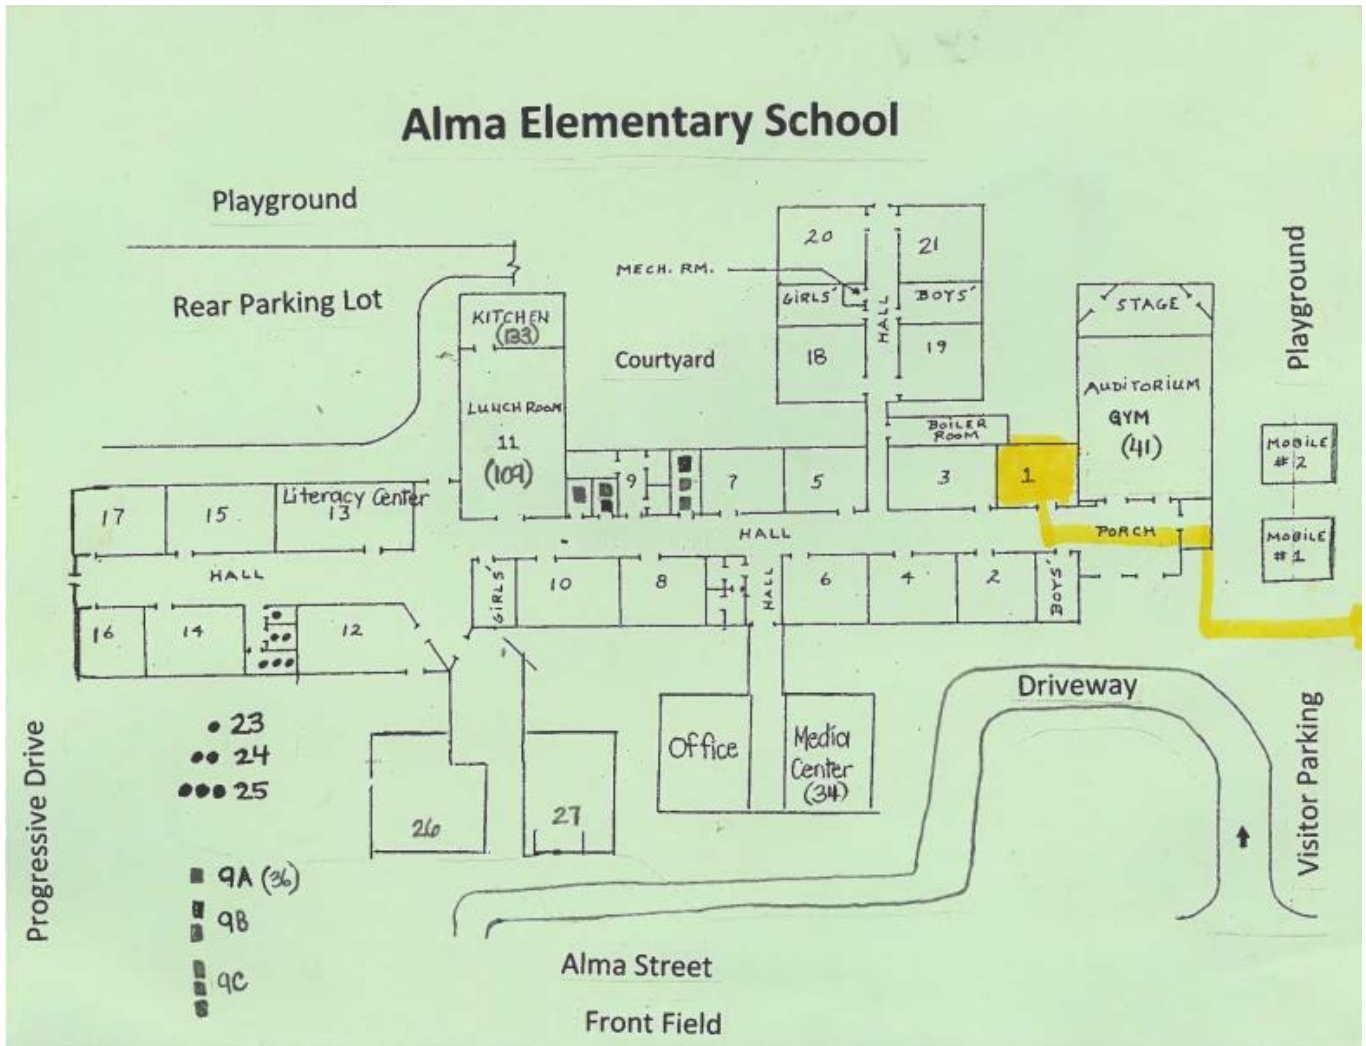 Alma Elementary School
Playground
Rear Parking Lot
KITCHEN
(133)
LUNCH ROOM
11
(109)
Courtyard
MECH. RM.
20
21
GIRLS'
BOYS'
HALL
18
19
BOILER
ROOM
STAGE
AUDITORIUM
GYM
(41)
Playground
MOBILE
# 2
MOBILE
# 1
17
15
Literacy Center
13
9
7
5
3
1
HALL
HALL
PORCH
GIRLS'
10
8
HALL
6
4
2
BOYS'
16
14
12
Office
Media
Center
(34)
26
27
Driveway
Visitor Parking
Progressive Drive
23
24
25
9A (36)
9B
9C
Alma Street
Front Field